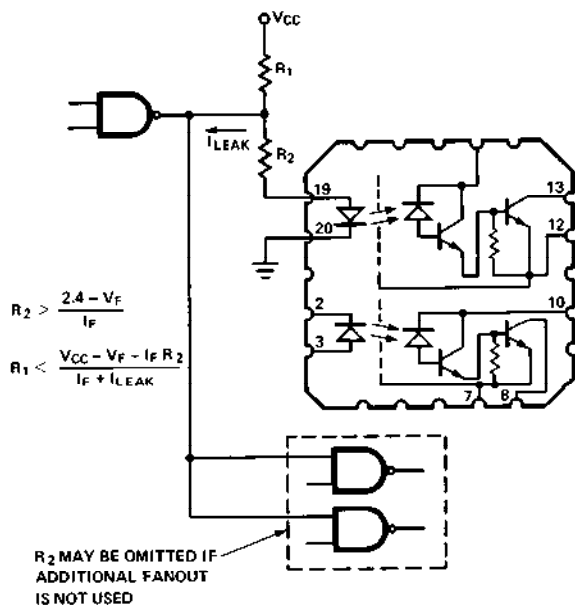 VCC
R1
ILEAK
R2
19
20
13
12
2
3
10
7
8
R2 > 2.4 – VF / IF
R1 < VCC – VF – IF R2 / IF + ILEAK
R2 MAY BE OMITTED IF
ADDITIONAL FANOUT
IS NOT USED